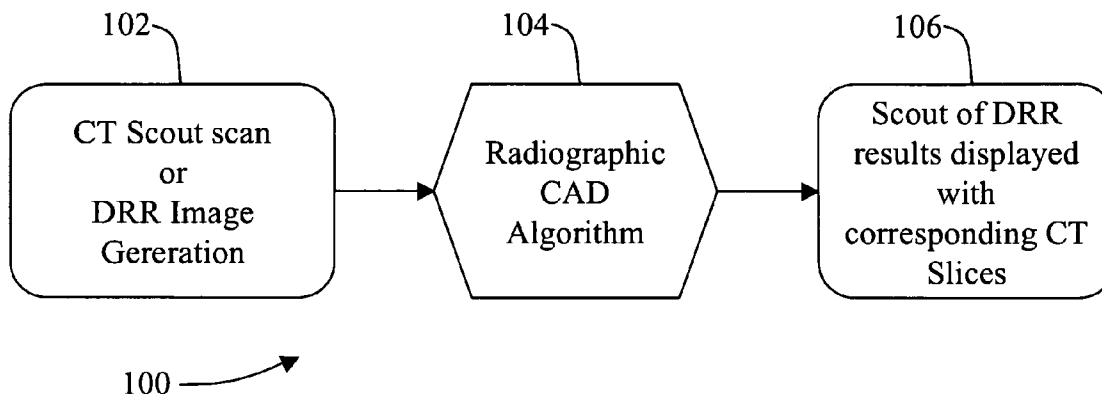 102
104
106
CT Scout scan
or
DRR Image
Gereration
Radiographic
CAD
Algorithm
Scout of DRR
results displayed
with
corresponding CT
Slices
100